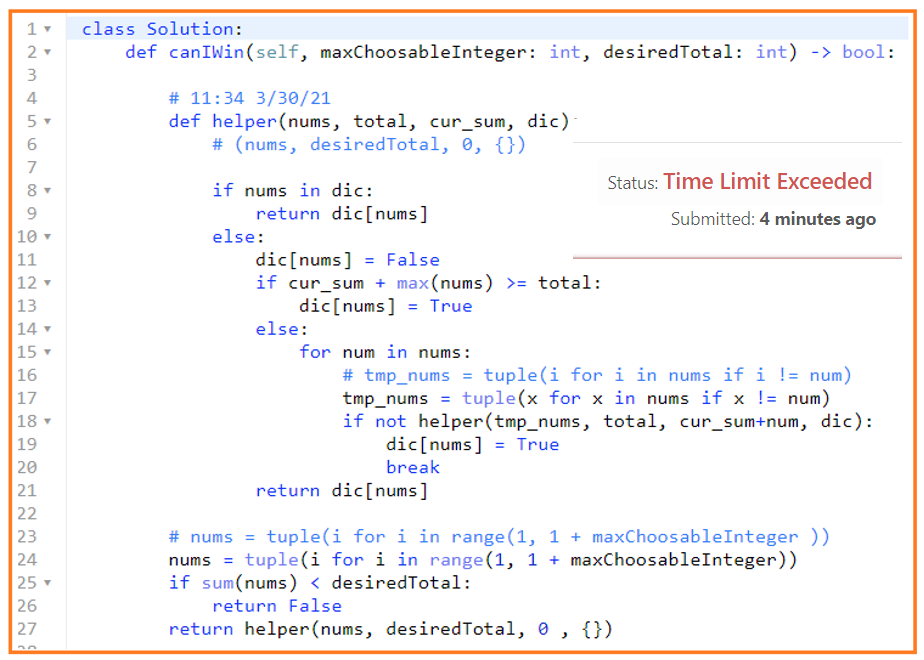 1 class Solution:
2     def canIWin(self, maxChoosableInteger: int, desiredTotal: int) -> bool:
3
4         # 11:34 3/30/21
5         def helper(nums, total, cur_sum, dic)
6             # (nums, desiredTotal, 0, {})
7
Status: Time Limit Exceeded
8             if nums in dic:
9                 return dic[nums]
Submitted: 4 minutes ago
10             else:
11                 dic[nums] = False
12                 if cur_sum + max(nums) >= total:
13                     dic[nums] = True
14                 else:
15                     for num in nums:
16                         # tmp_nums = tuple(i for i in nums if i != num)
17                         tmp_nums = tuple(x for x in nums if x != num)
18                         if not helper(tmp_nums, total, cur_sum+num, dic):
19                             dic[nums] = True
20                             break
21                 return dic[nums]
22
23         # nums = tuple(i for i in range(1, 1 + maxChoosableInteger ))
24         nums = tuple(i for i in range(1, 1 + maxChoosableInteger))
25         if sum(nums) < desiredTotal:
26             return False
27         return helper(nums, desiredTotal, 0 , {})